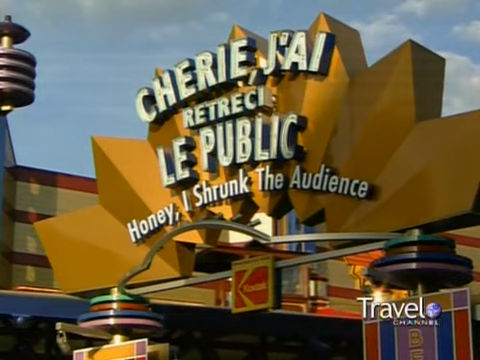 CHERIE, J'AI
RETRECI
LE PUBLIC
Honey, I Shrunk The Audience
Kodak
Travel
CHANNEL